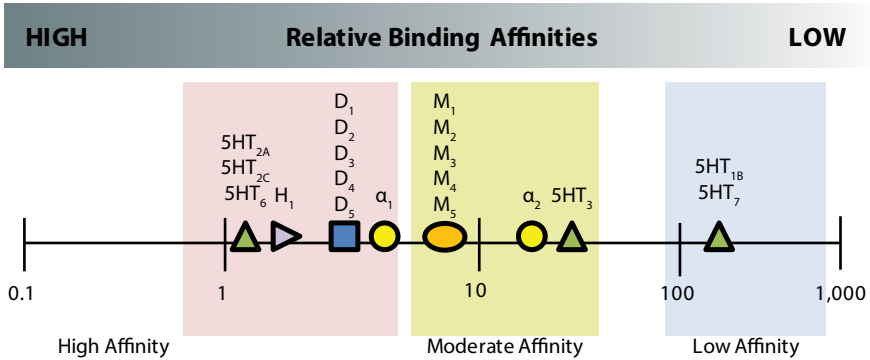 HIGH Relative Binding Affinities LOW
5HT₂A
5HT₂C
5HT₆
H₁
D₁
D₂
D₃
D₄
D₅
α₁
M₁
M₂
M₃
M₄
M₅
α₂
5HT₃
5HT₁B
5HT₇
0.1 1 10 100 1,000
High Affinity Moderate Affinity Low Affinity